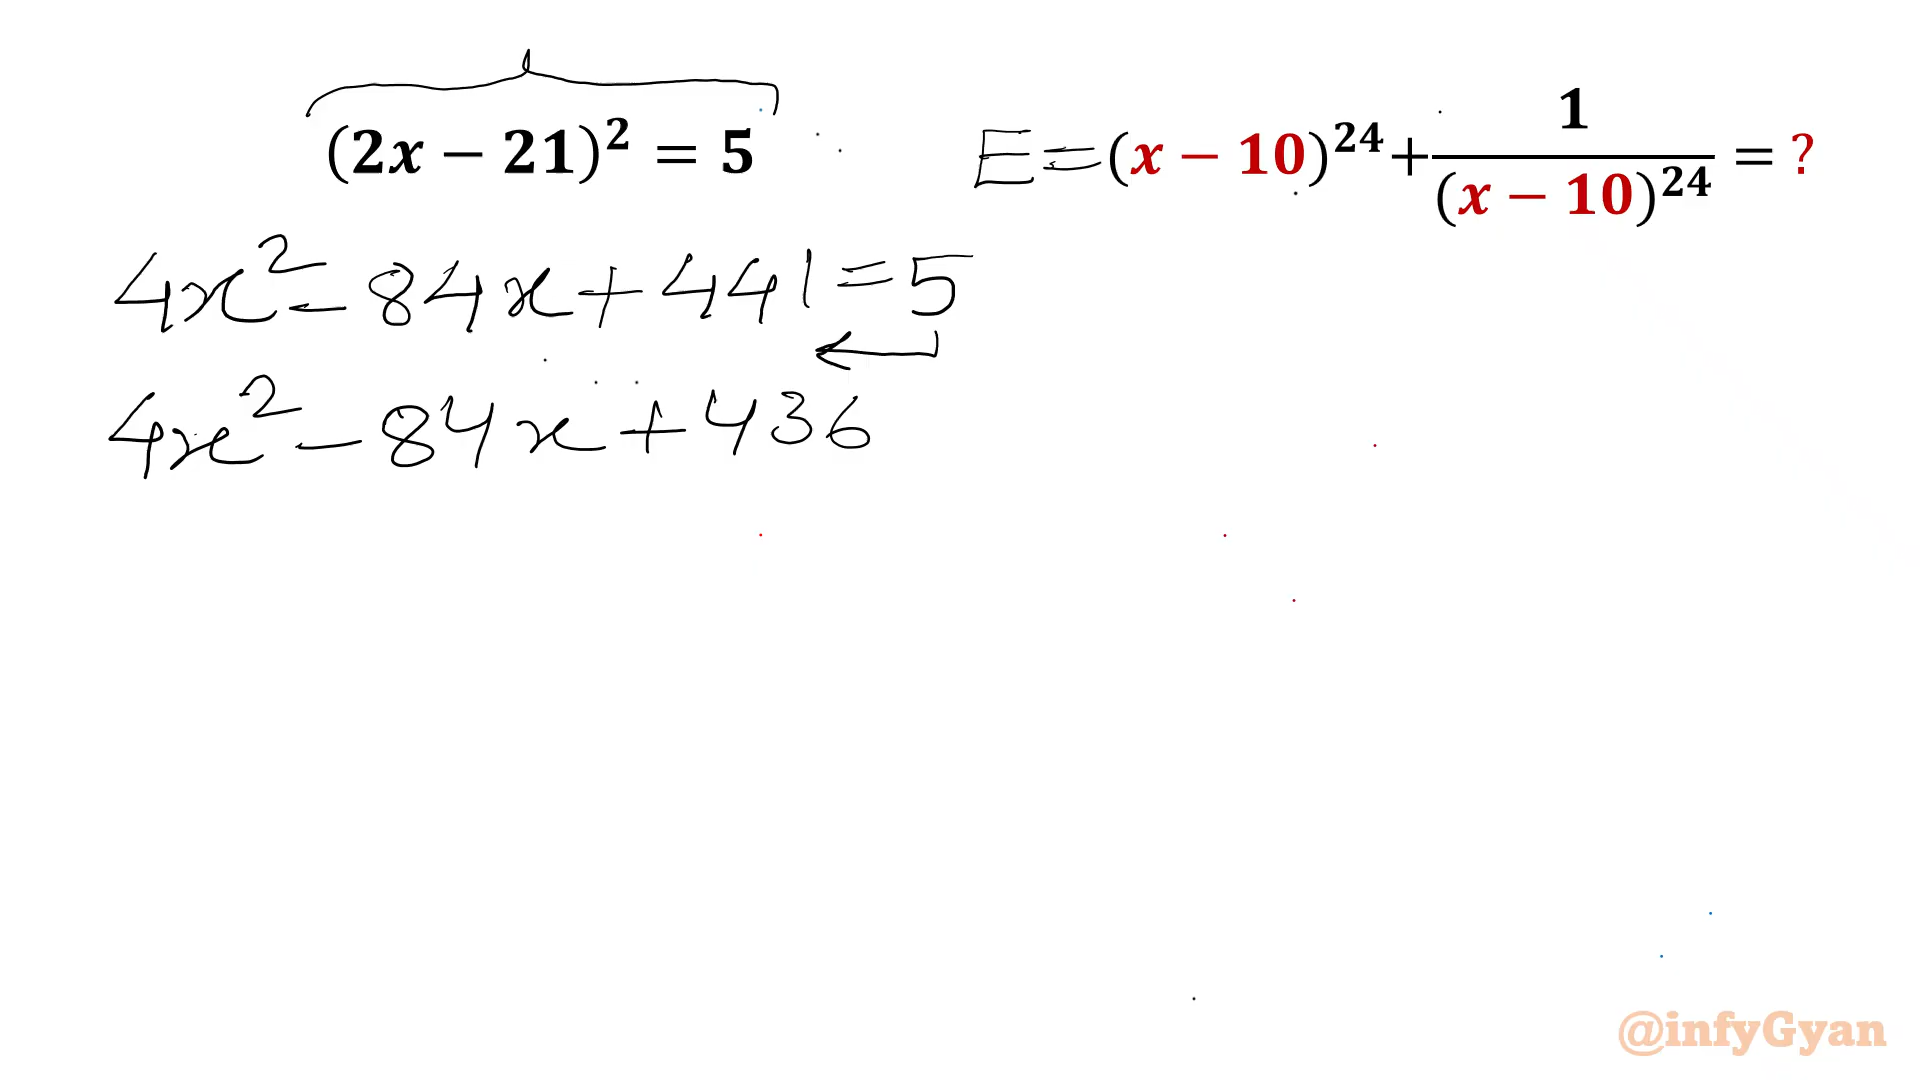 (2x − 21)² = 5
E = (x − 10)²⁴ + 1/(x − 10)²⁴ = ?
4x² − 84x + 441 = 5
4x² − 84x + 436
@infyGyan